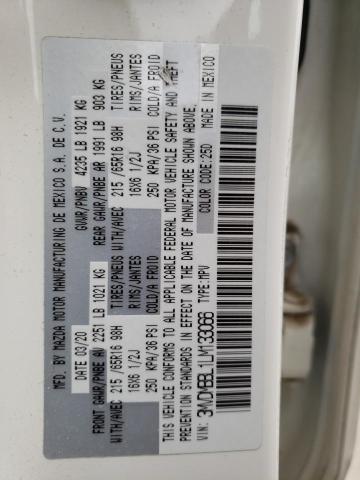 MFD. BY MAZDA MOTOR MANUFACTURING DE MEXICO S.A. DE C.V.
DATE 03/20 GVWR/PNBV 4235 LB 1921 KG
FRONT GAWR/PNBE AV 2251 LB 1021 KG REAR GAWR/PNBE AR 1991 LB 903 KG
WITH/AVEC 215 /65R16 98H TIRES/PNEUS WITH/AVEC 215 /65R16 98H TIRES/PNEUS
16X6 1/2J RIMS/JANTES 16X6 1/2J RIMS/JANTES
250 KPA/36 PSI COLD/A FROID 250 KPA/36 PSI COLD/A FROID
THIS VEHICLE CONFORMS TO ALL APPLICABLE FEDERAL MOTOR VEHICLE SAFETY AND THEFT
PREVENTION STANDARDS IN EFFECT ON THE DATE OF MANUFACTURE SHOWN ABOVE.
TYPE:MPV COLOR CODE:25D MADE IN MEXICO
VIN: